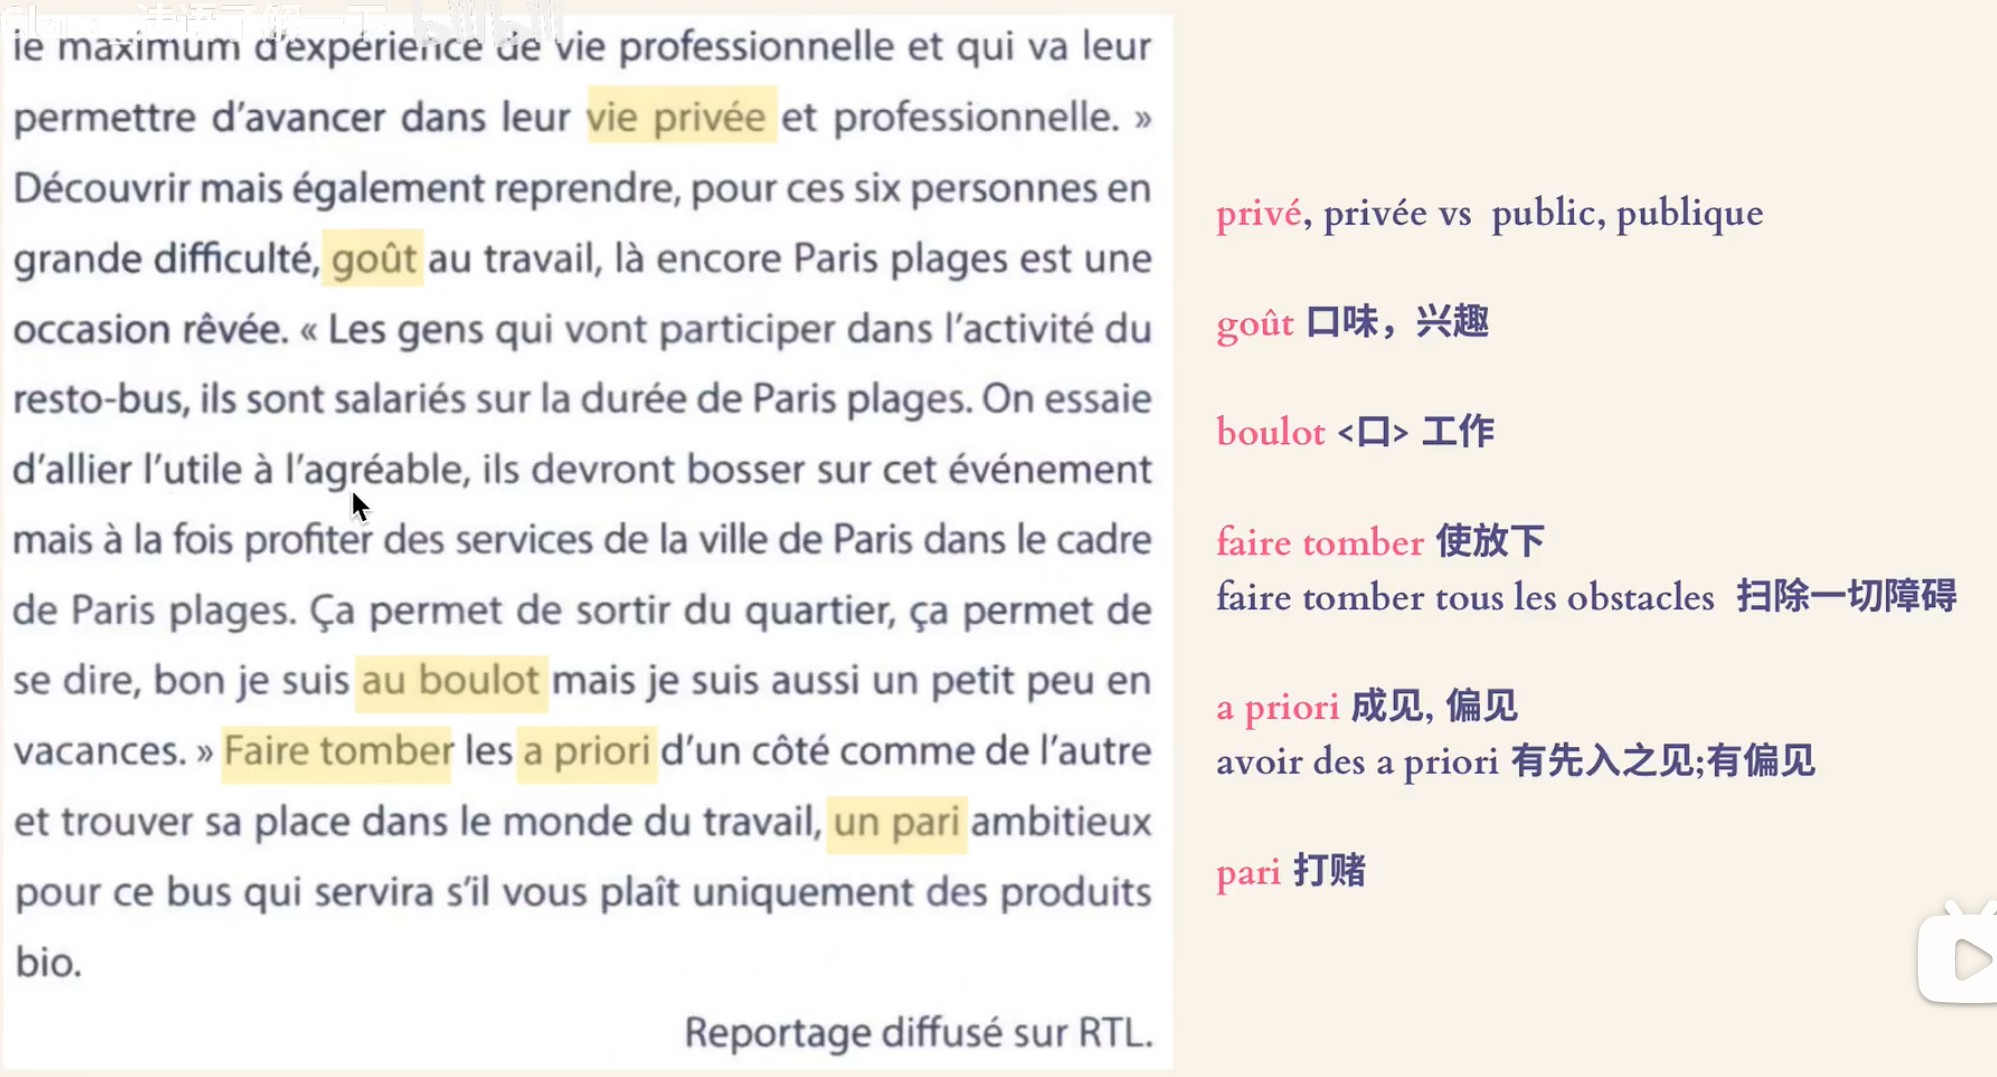 法语了解一下 bilibili
le maximum d'expérience de vie professionnelle et qui va leur
permettre d'avancer dans leur vie privée et professionnelle. »
Découvrir mais également reprendre, pour ces six personnes en
grande difficulté, goût au travail, là encore Paris plages est une
occasion rêvée. « Les gens qui vont participer dans l'activité du
resto-bus, ils sont salariés sur la durée de Paris plages. On essaie
d'allier l'utile à l'agréable, ils devront bosser sur cet événement
mais à la fois profiter des services de la ville de Paris dans le cadre
de Paris plages. Ça permet de sortir du quartier, ça permet de
se dire, bon je suis au boulot mais je suis aussi un petit peu en
vacances. » Faire tomber les a priori d'un côté comme de l'autre
et trouver sa place dans le monde du travail, un pari ambitieux
pour ce bus qui servira s'il vous plaît uniquement des produits
bio.
Reportage diffusé sur RTL.
privé, privée vs public, publique
goût 口味，兴趣
boulot <口> 工作
faire tomber 使放下
faire tomber tous les obstacles 扫除一切障碍
a priori 成见, 偏见
avoir des a priori 有先入之见;有偏见
pari 打赌